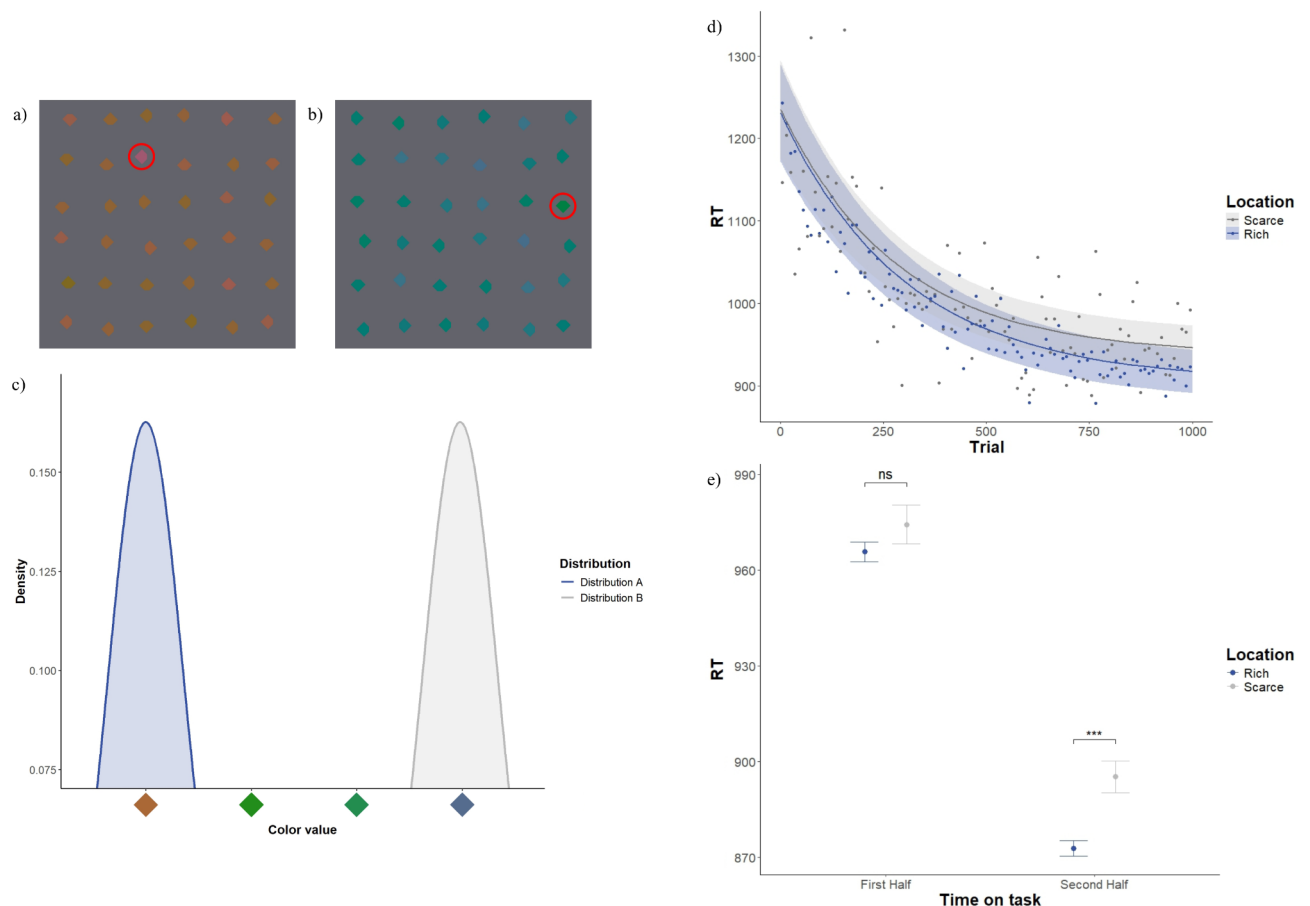 a)
b)
c)
0.150
0.125
0.100
0.075
Density
Color value
Distribution
Distribution A
Distribution B
d)
1300
1200
1100
1000
900
RT
0
250
500
750
1000
Trial
Location
Scarce
Rich
e)
990
960
930
900
870
RT
ns
***
First Half
Second Half
Time on task
Location
Rich
Scarce